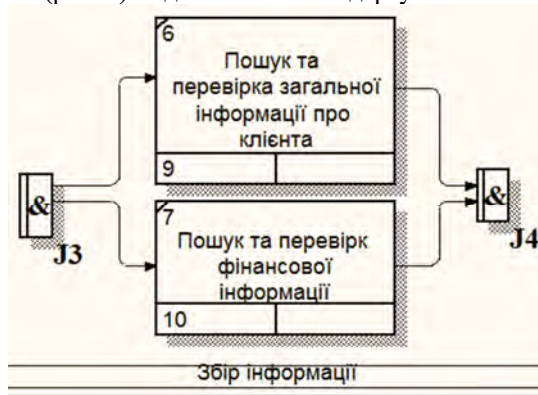 6
Пошук та
перевірка загальної
інформації про
клієнта
9
&
J3
&
J4
7
Пошук та перевірк
фінансової
інформації
10
Збір інформації